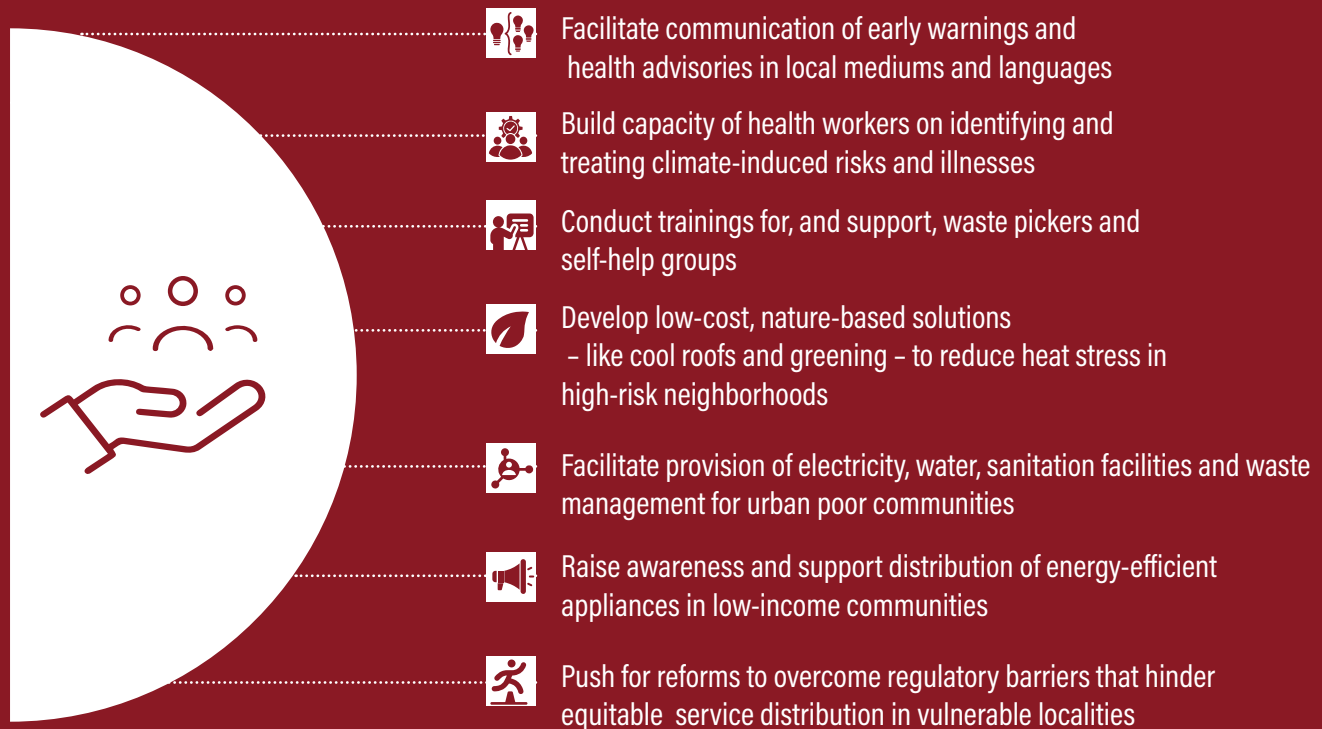 Facilitate communication of early warnings and
health advisories in local mediums and languages
Build capacity of health workers on identifying and
treating climate-induced risks and illnesses
Conduct trainings for, and support, waste pickers and
self-help groups
Develop low-cost, nature-based solutions
– like cool roofs and greening – to reduce heat stress in
high-risk neighborhoods
Facilitate provision of electricity, water, sanitation facilities and waste
management for urban poor communities
Raise awareness and support distribution of energy-efficient
appliances in low-income communities
Push for reforms to overcome regulatory barriers that hinder
equitable service distribution in vulnerable localities